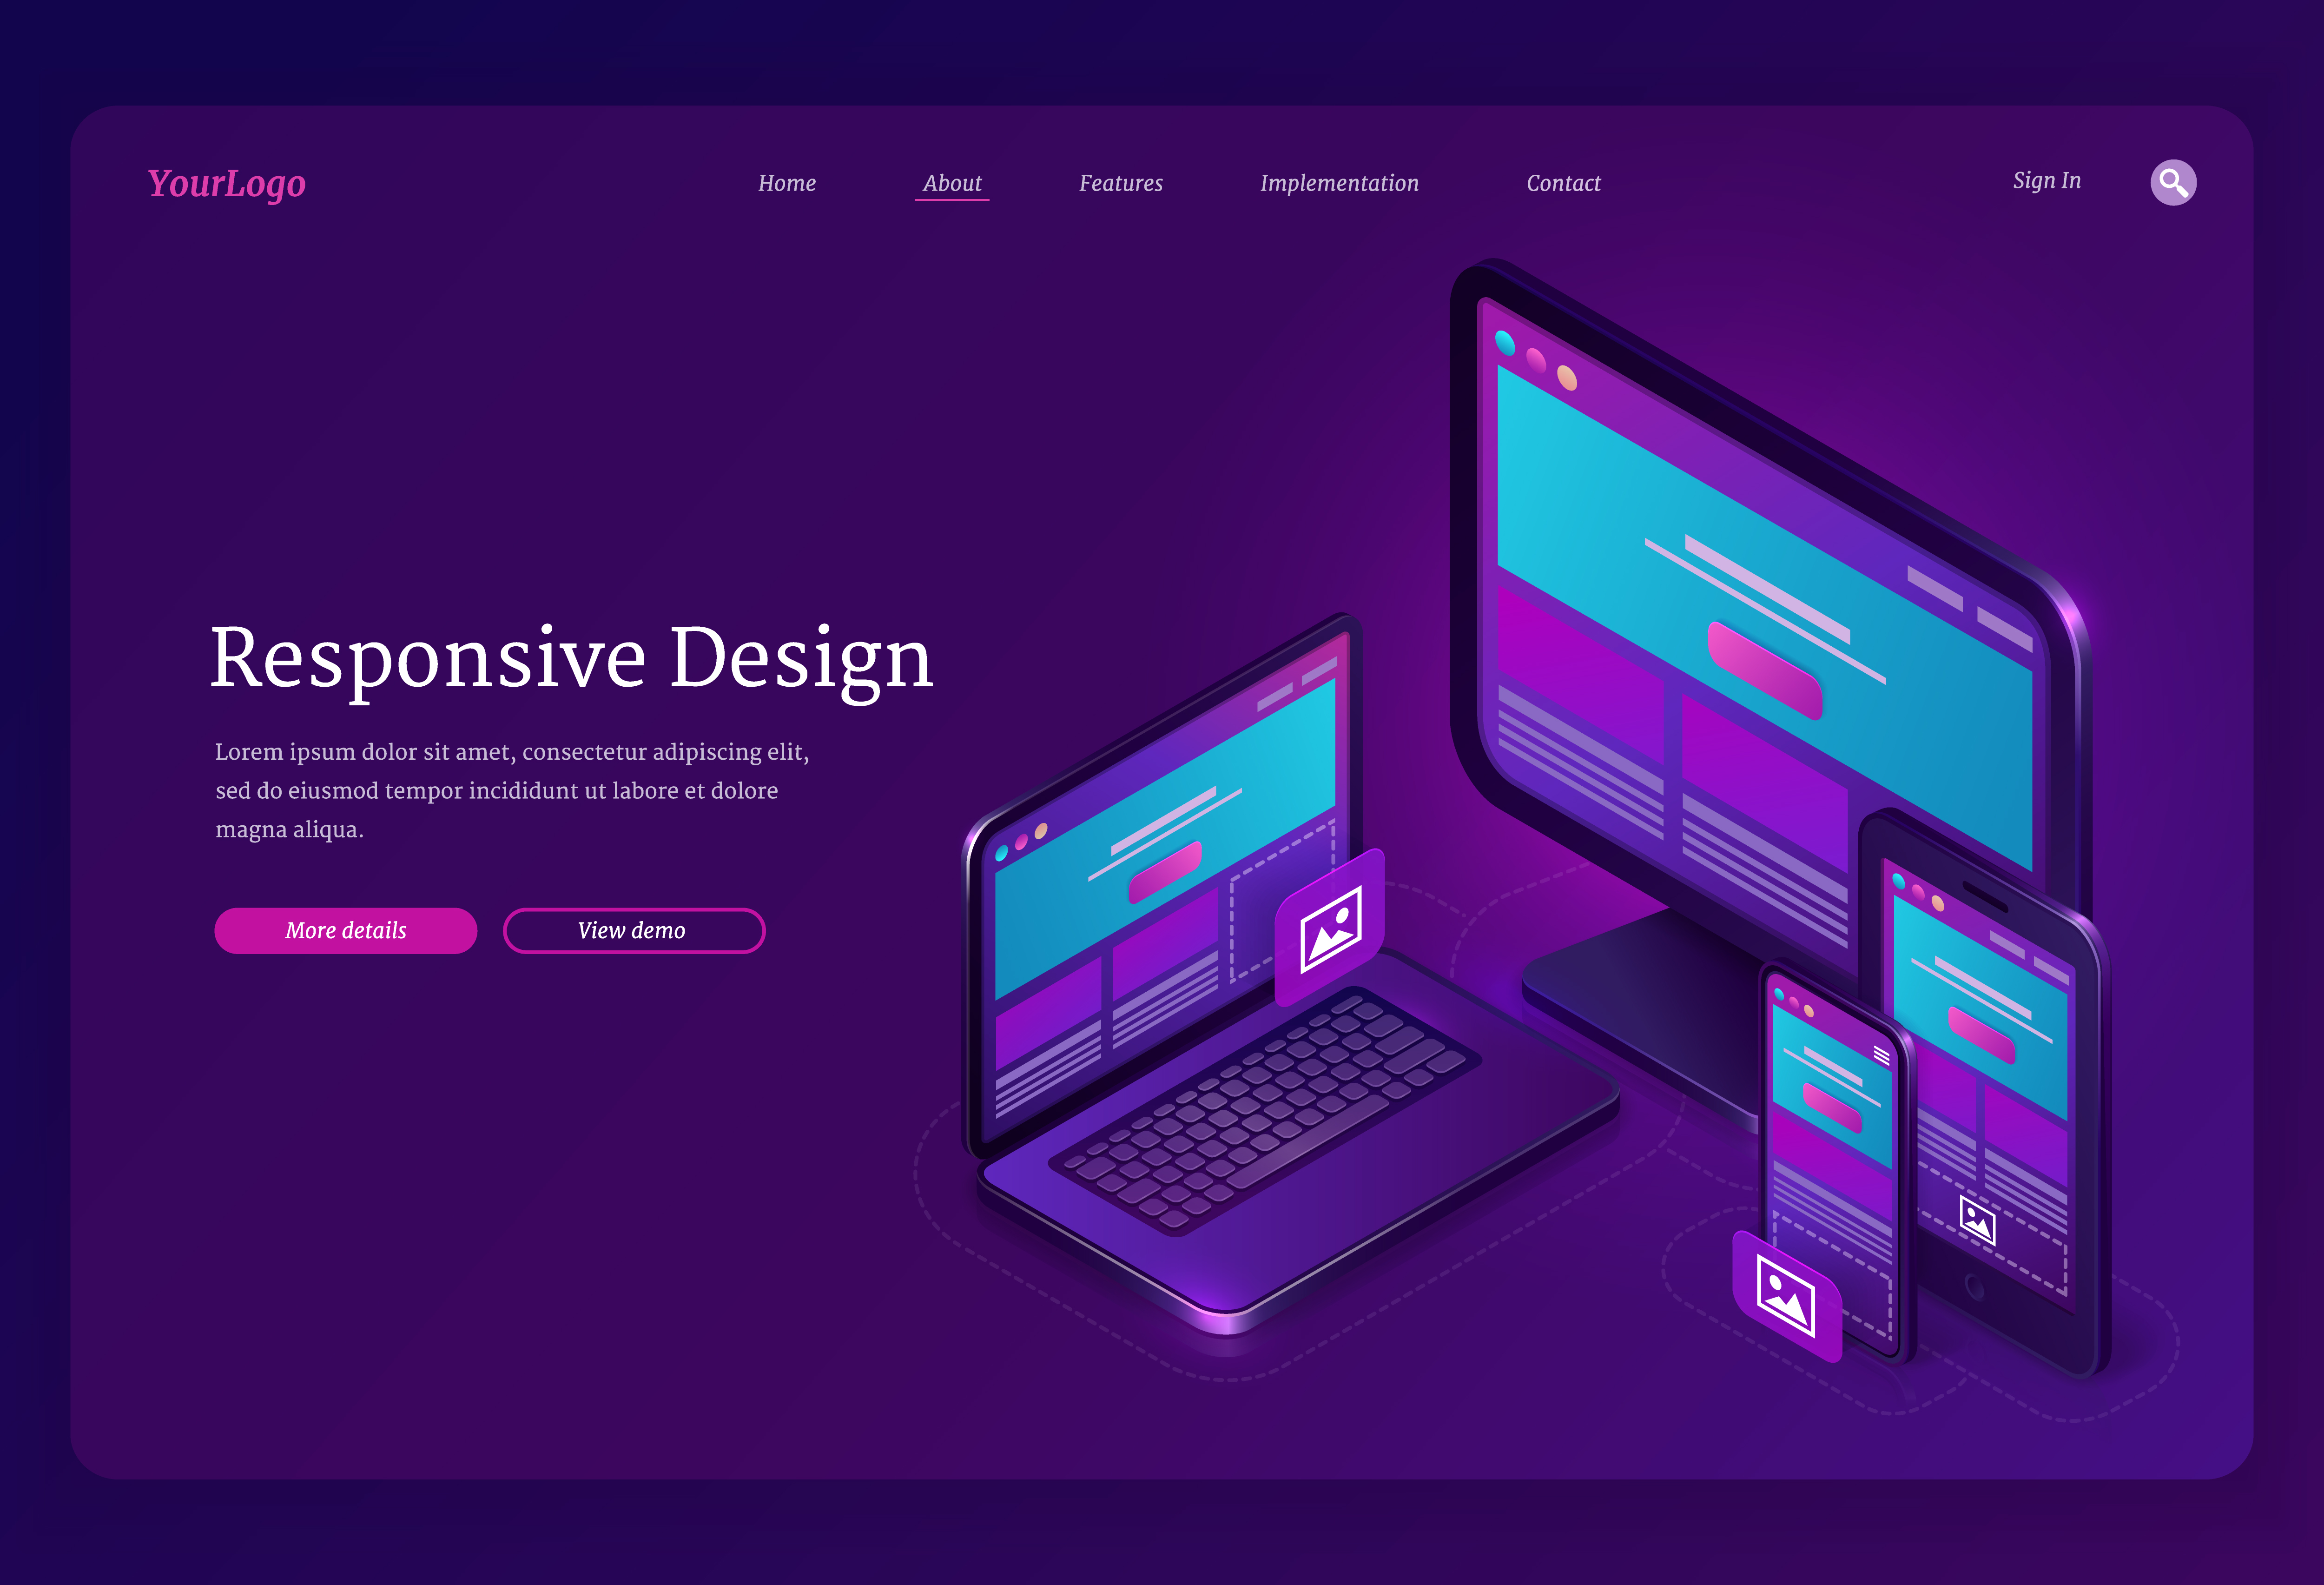 YourLogo
Home
About
Features
Implementation
Contact
Sign In
Responsive Design
Lorem ipsum dolor sit amet, consectetur adipiscing elit,
sed do eiusmod tempor incididunt ut labore et dolore
magna aliqua.
More details
View demo